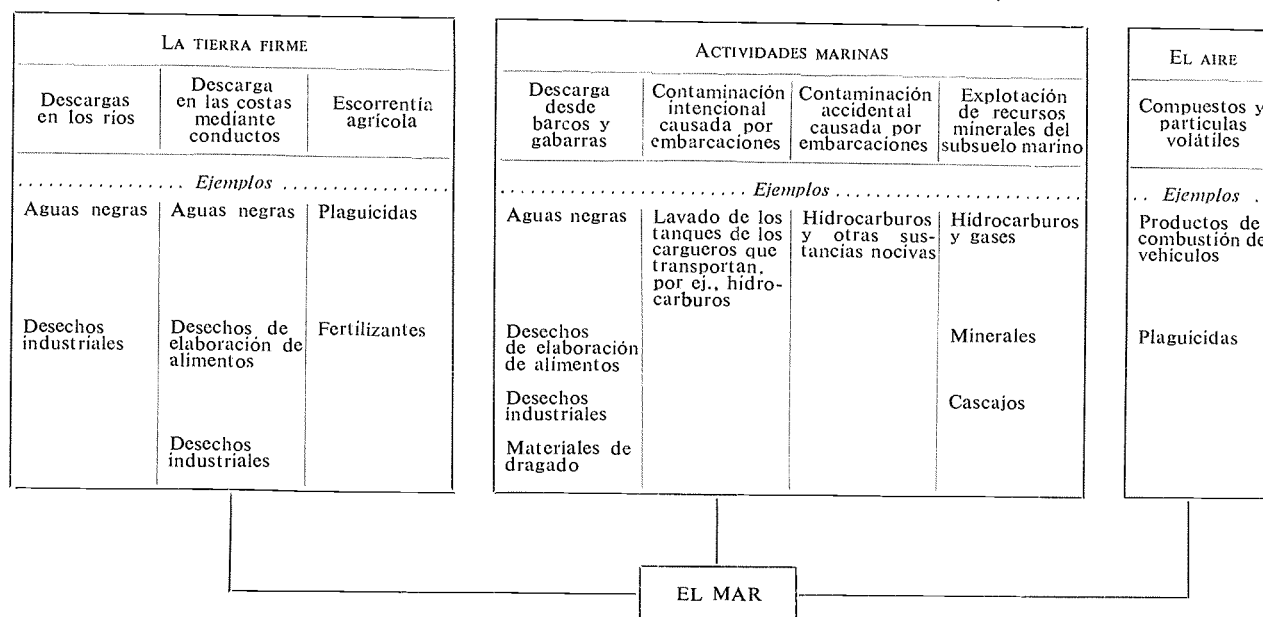 LA TIERRA FIRME
Descargas
en los ríos
Descarga
en las costas
mediante
conductos
Escorrentía
agrícola
................. Ejemplos .................
Aguas negras
Desechos
industriales
Aguas negras
Desechos de
elaboración de
alimentos
Desechos
industriales
Plaguicidas
Fertilizantes
ACTIVIDADES MARINAS
Descarga
desde
barcos y
gabarras
Contaminación
intencional
causada por
embarcaciones
Contaminación
accidental
causada por
embarcaciones
Explotación
de recursos
minerales del
subsuelo marino
......................... Ejemplos .........................
Aguas negras
Desechos
de elaboración
de alimentos
Desechos
industriales
Materiales de
dragado
Lavado de los
tanques de los
cargueros que
transportan,
por ej., hidro-
carburos
Hidrocarburos
y otras sus-
tancias nocivas
Hidrocarburos
y gases
Minerales
Cascajos
EL AIRE
Compuestos y
partículas
volátiles
.. Ejemplos .
Productos de
combustión de
vehículos
Plaguicidas
EL MAR